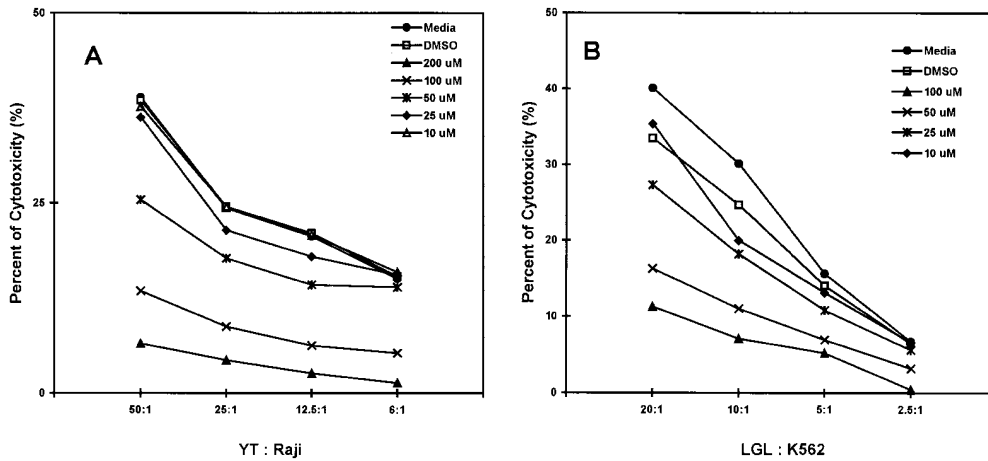 A
Percent of Cytotoxicity (%)
50
25
0
Media
DMSO
200 uM
100 uM
50 uM
25 uM
10 uM
50:1
25:1
12.5:1
6:1
YT : Raji
B
Percent of Cytotoxicity (%)
50
40
30
20
10
0
Media
DMSO
100 uM
50 uM
25 uM
10 uM
20:1
10:1
5:1
2.5:1
LGL : K562